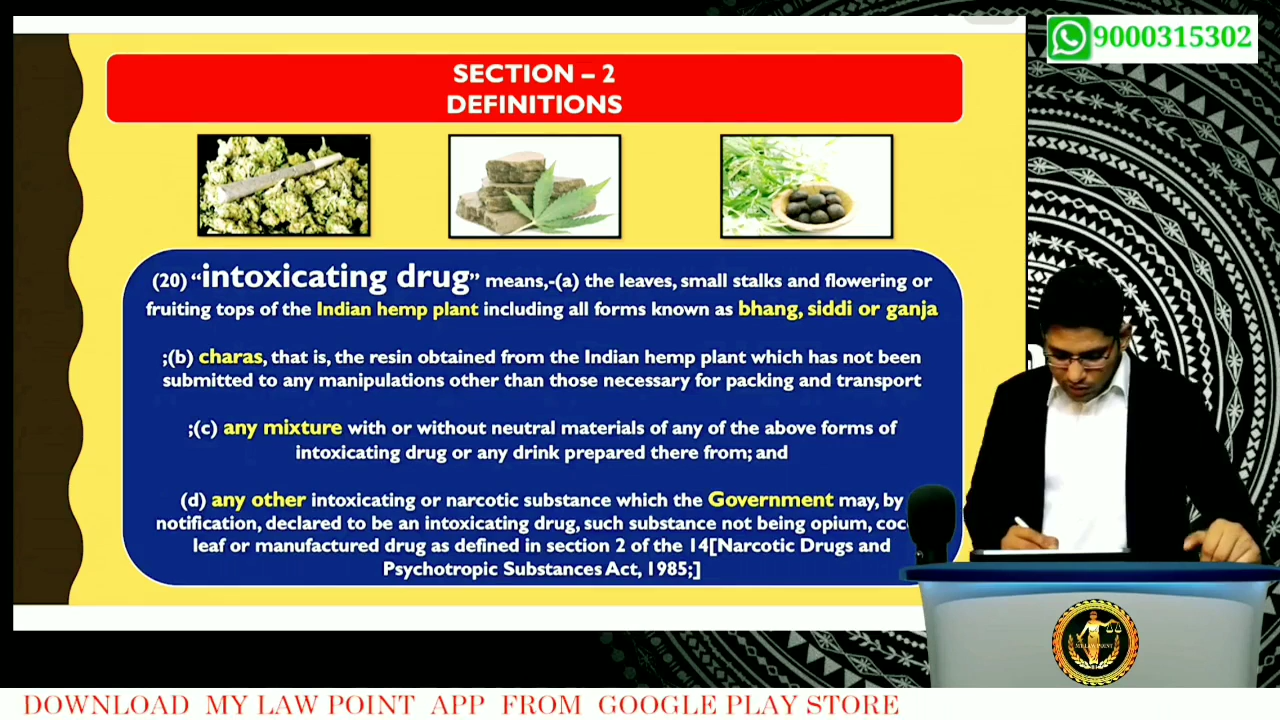 9000315302
SECTION – 2
DEFINITIONS
(20) “intoxicating drug” means,-(a) the leaves, small stalks and flowering or
fruiting tops of the Indian hemp plant including all forms known as bhang, siddi or ganja
;(b) charas, that is, the resin obtained from the Indian hemp plant which has not been
submitted to any manipulations other than those necessary for packing and transport
;(c) any mixture with or without neutral materials of any of the above forms of
intoxicating drug or any drink prepared there from; and
(d) any other intoxicating or narcotic substance which the Government may, by
notification, declared to be an intoxicating drug, such substance not being opium,
leaf or manufactured drug as defined in section 2 of the 14[Narcotic Drugs and
Psychotropic Substances Act, 1985;]
MY LAW POINT
DOWNLOAD MY LAW POINT APP FROM GOOGLE PLAY STORE